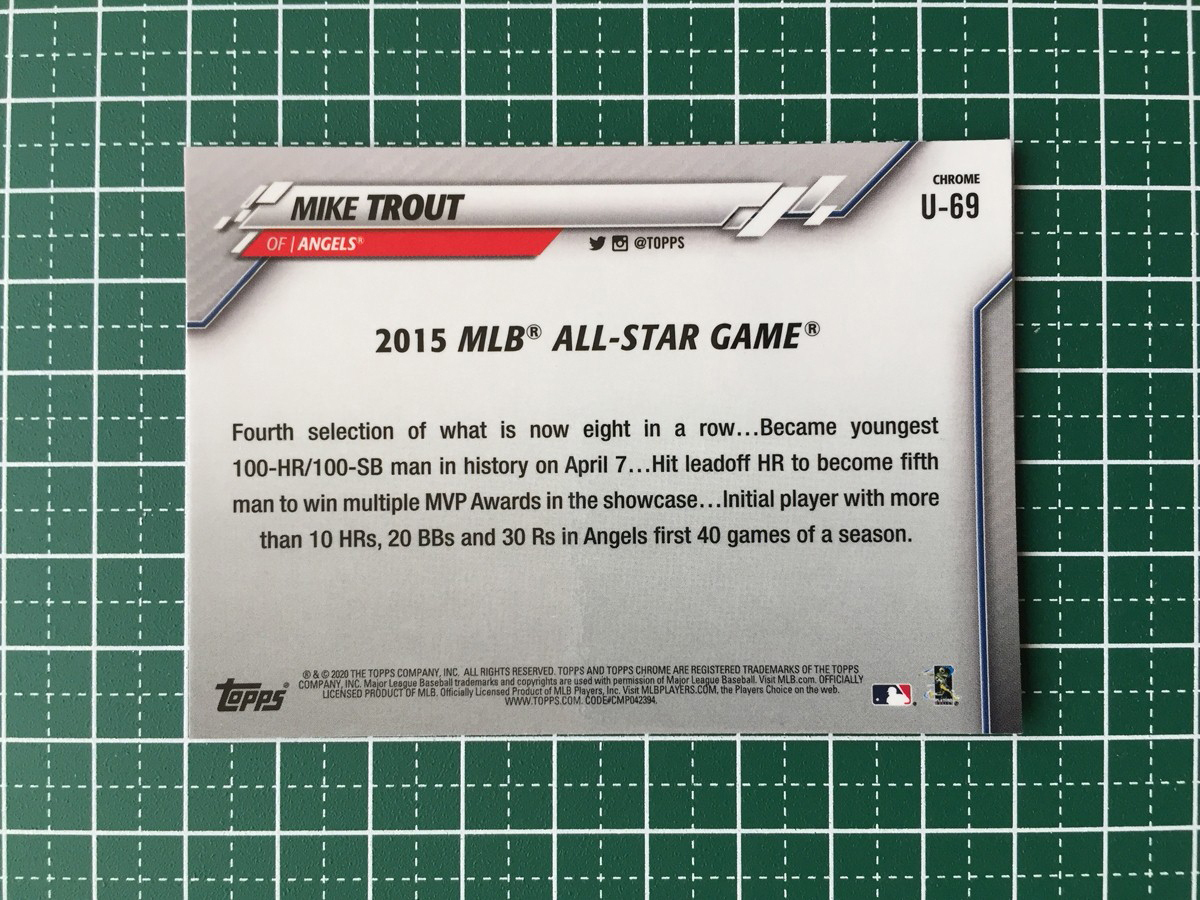 CHROME
U-69
MIKE TROUT
OF | ANGELS®
@TOPPS
2015 MLB® ALL-STAR GAME®
Fourth selection of what is now eight in a row...Became youngest
100-HR/100-SB man in history on April 7...Hit leadoff HR to become fifth
man to win multiple MVP Awards in the showcase...Initial player with more
than 10 HRs, 20 BBs and 30 Rs in Angels first 40 games of a season.
® & © 2020 THE TOPPS COMPANY, INC. ALL RIGHTS RESERVED. TOPPS AND TOPPS CHROME ARE REGISTERED TRADEMARKS OF THE TOPPS
COMPANY, INC. Major League Baseball trademarks and copyrights are used with permission of Major League Baseball. Visit MLB.com. OFFICIALLY
LICENSED PRODUCT OF MLB. Officially Licensed Product of MLB Players, Inc. Visit MLBPLAYERS.COM, the Players Choice on the web.
WWW.TOPPS.COM. CODE#CMP042394.
TOPPS®